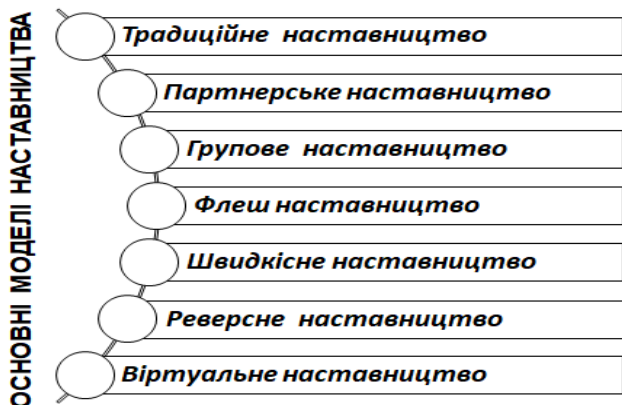 ОСНОВНІ МОДЕЛІ НАСТАВНИЦТВА
Традиційне наставництво
Партнерське наставництво
Групове наставництво
Флеш наставництво
Швидкісне наставництво
Реверсне наставництво
Віртуальне наставництво